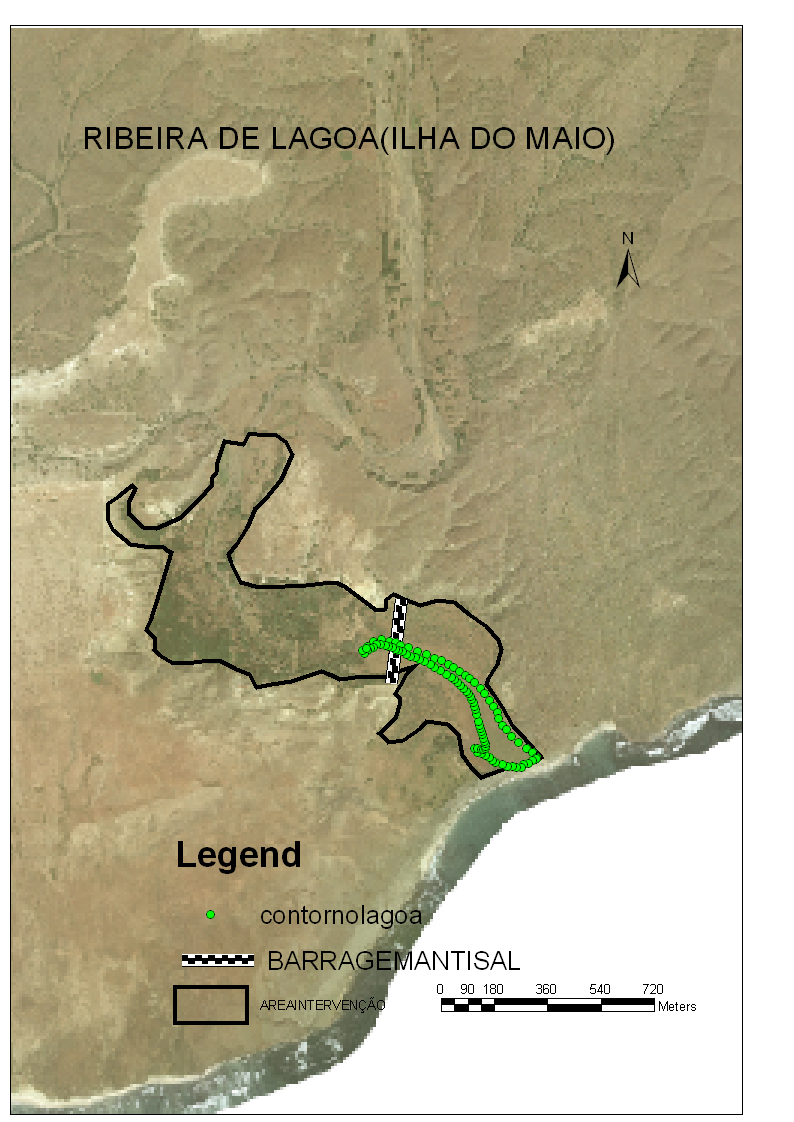 RIBEIRA DE LAGOA(ILHA DO MAIO)
N
Legend
contornolagoa
BARRAGEMANTISAL
AREAINTERVENÇÃO
0 90 180 360 540 720
Meters